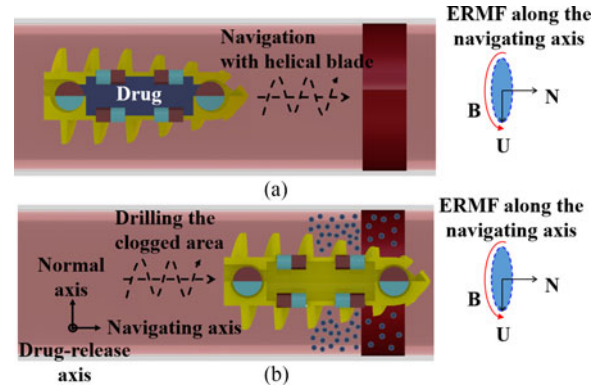 Navigation
with helical blade
Drug
ERMF along the
navigating axis
B
N
U
(a)
Drilling the
clogged area
Normal
axis
Navigating axis
Drug-release
axis
ERMF along the
navigating axis
B
N
U
(b)